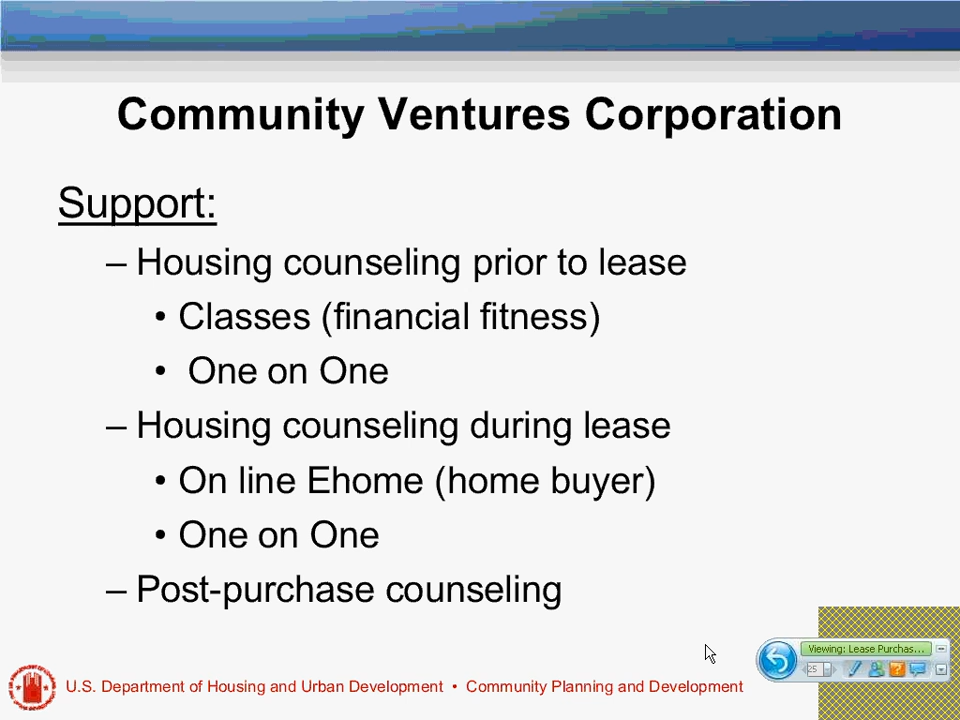 Community Ventures Corporation
Support:
– Housing counseling prior to lease
• Classes (financial fitness)
• One on One
– Housing counseling during lease
• On line Ehome (home buyer)
• One on One
– Post-purchase counseling
Viewing: Lease Purchas...
25
U.S. Department of Housing and Urban Development • Community Planning and Development